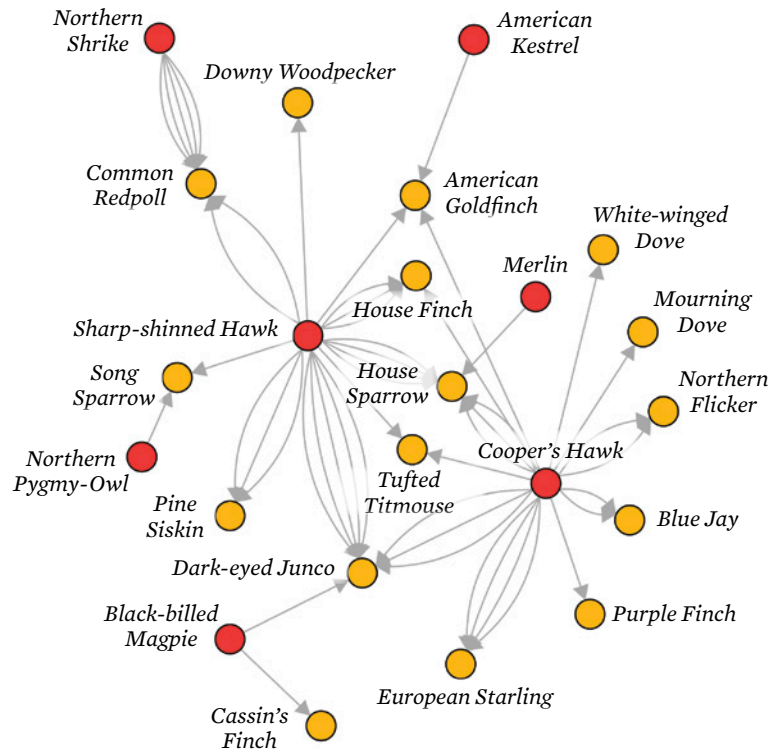 Northern
Shrike
American
Kestrel
Downy Woodpecker
Common
Redpoll
American
Goldfinch
White-winged
Dove
Merlin
Mourning
Dove
House Finch
Sharp-shinned Hawk
Song
Sparrow
House
Sparrow
Northern
Flicker
Cooper's Hawk
Northern
Pygmy-Owl
Tufted
Titmouse
Pine
Siskin
Blue Jay
Dark-eyed Junco
Black-billed
Magpie
Purple Finch
European Starling
Cassin's
Finch